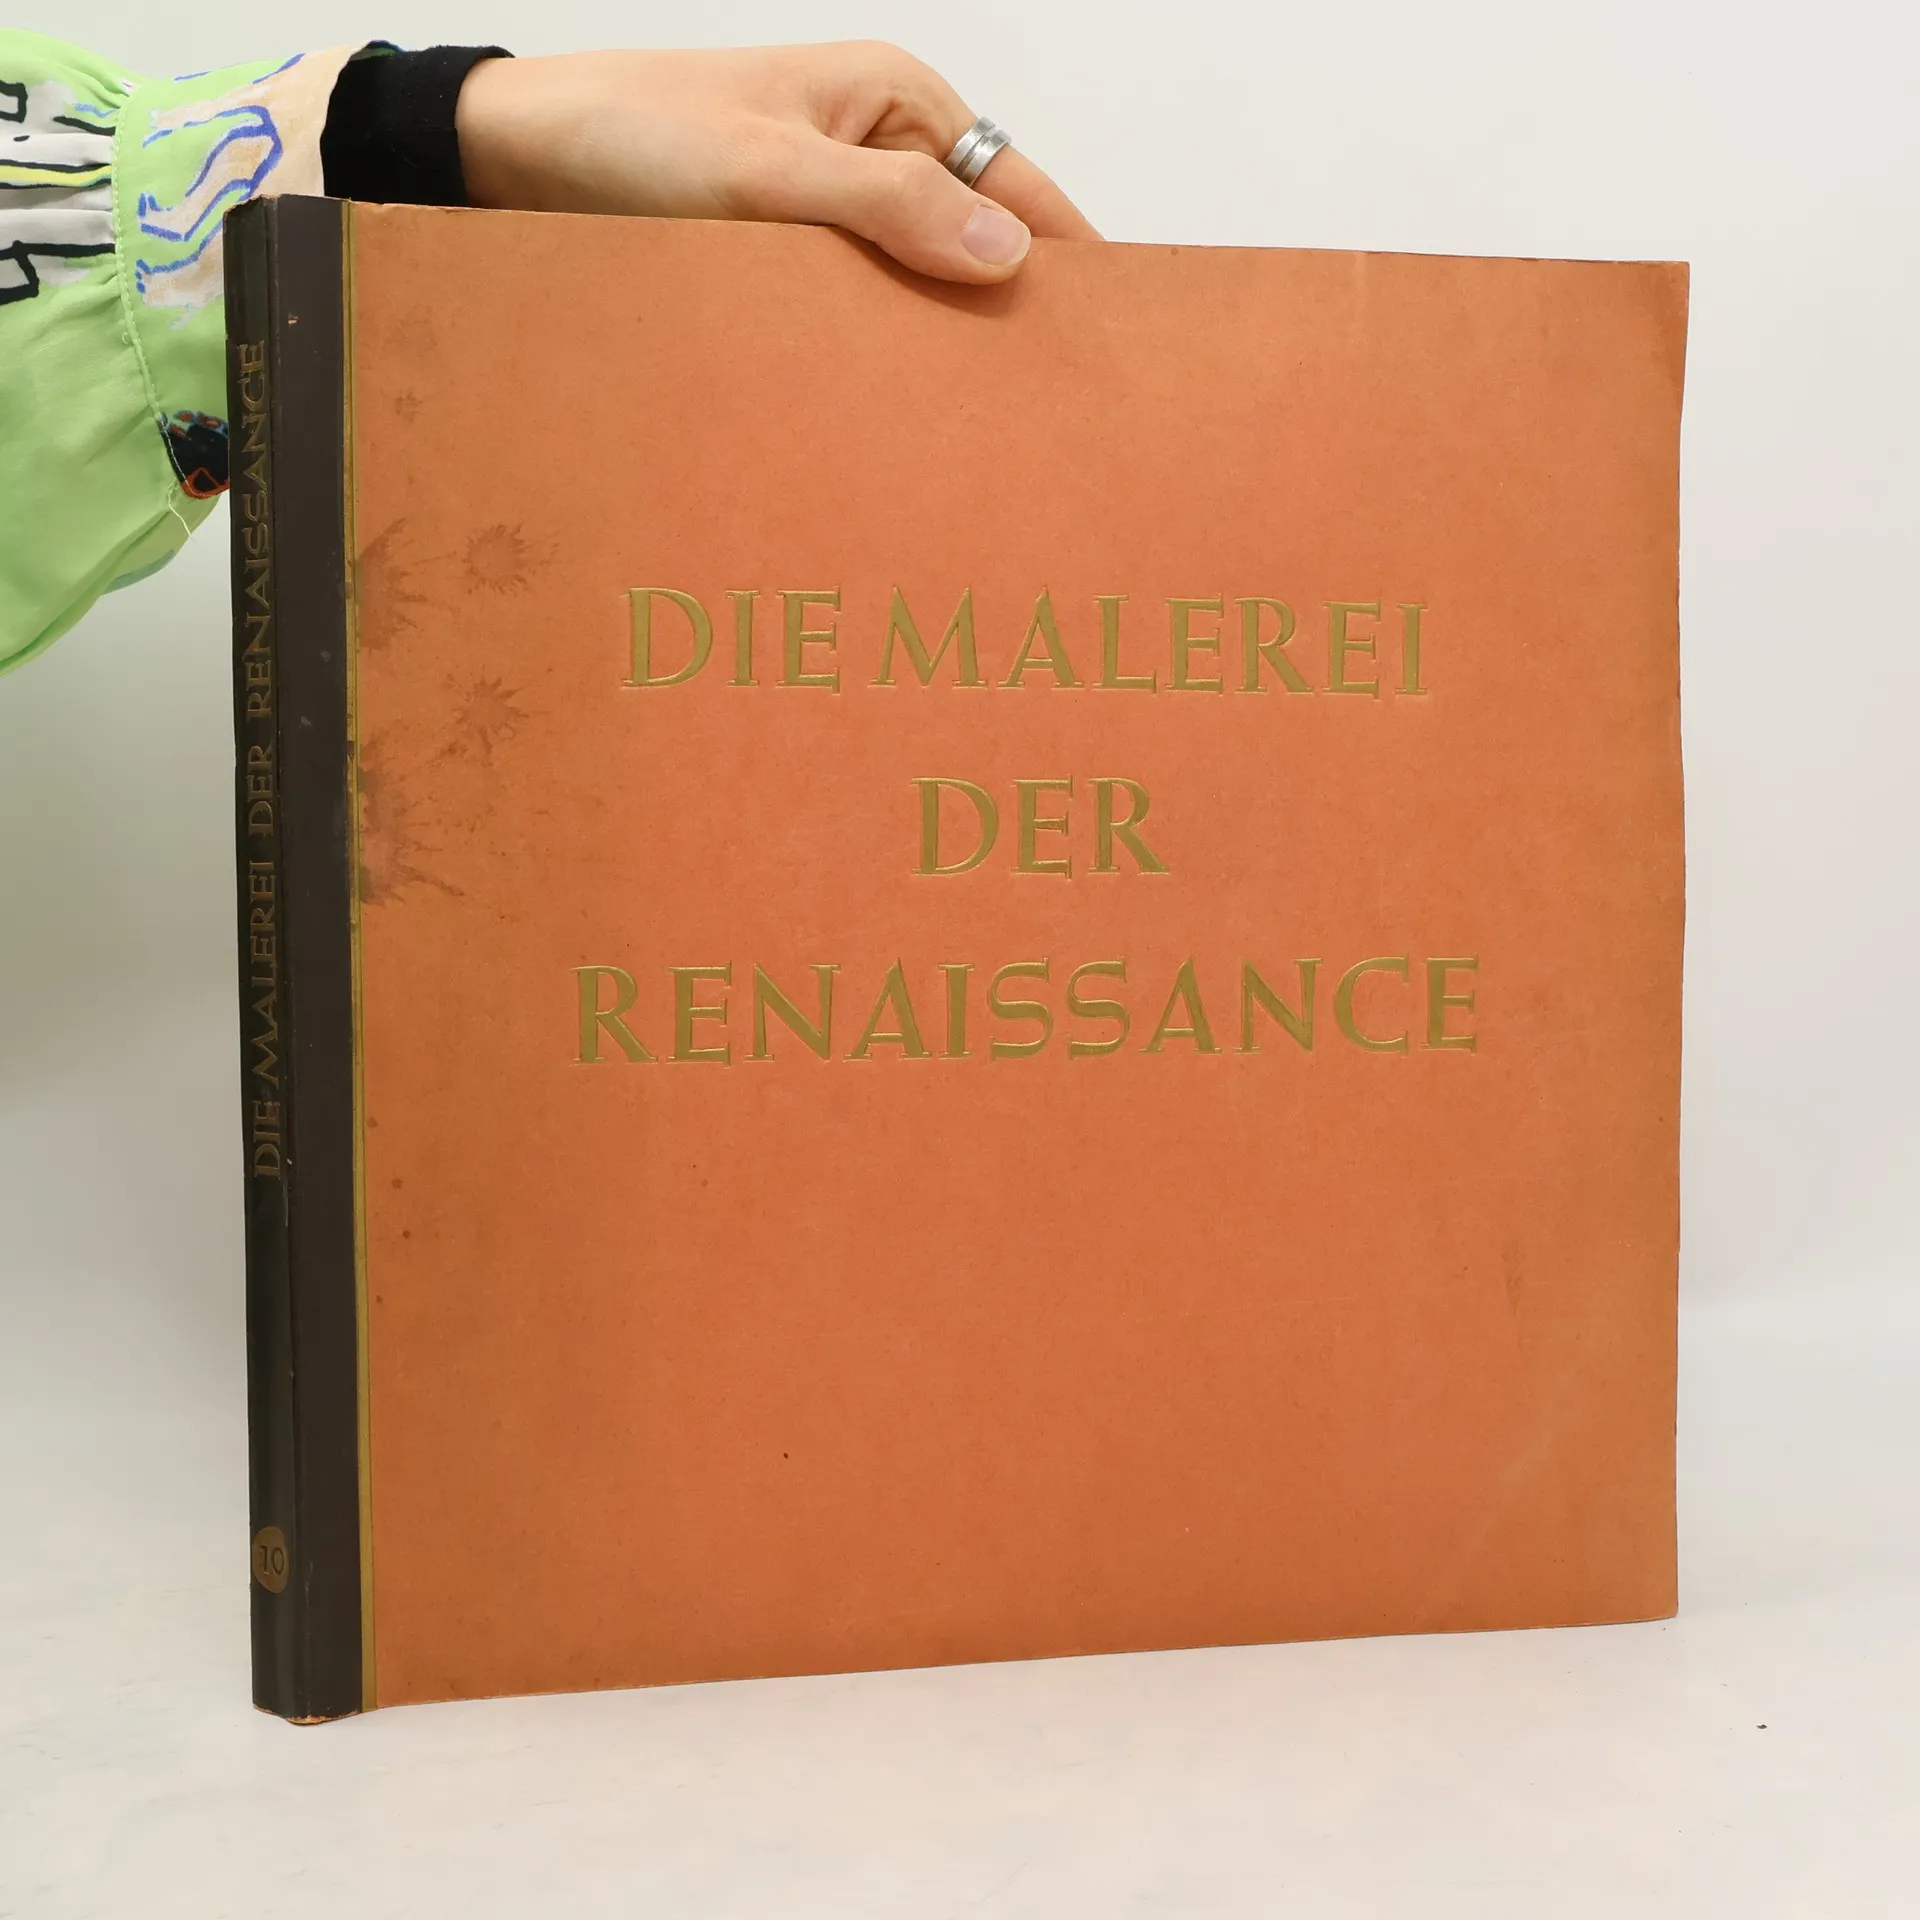 DIE MALEREI DER RENAISSANCE
10
DIE MALEREI
DER
RENAISSANCE